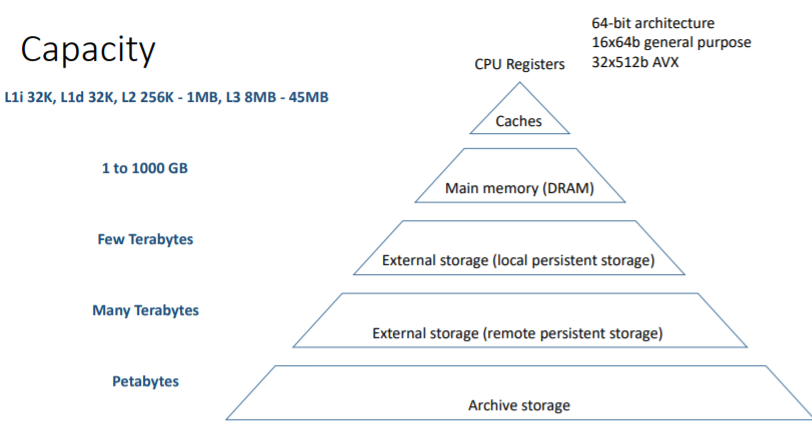 Capacity
64-bit architecture
16x64b general purpose
32x512b AVX
CPU Registers
L1i 32K, L1d 32K, L2 256K - 1MB, L3 8MB - 45MB
Caches
1 to 1000 GB
Main memory (DRAM)
Few Terabytes
External storage (local persistent storage)
Many Terabytes
External storage (remote persistent storage)
Petabytes
Archive storage